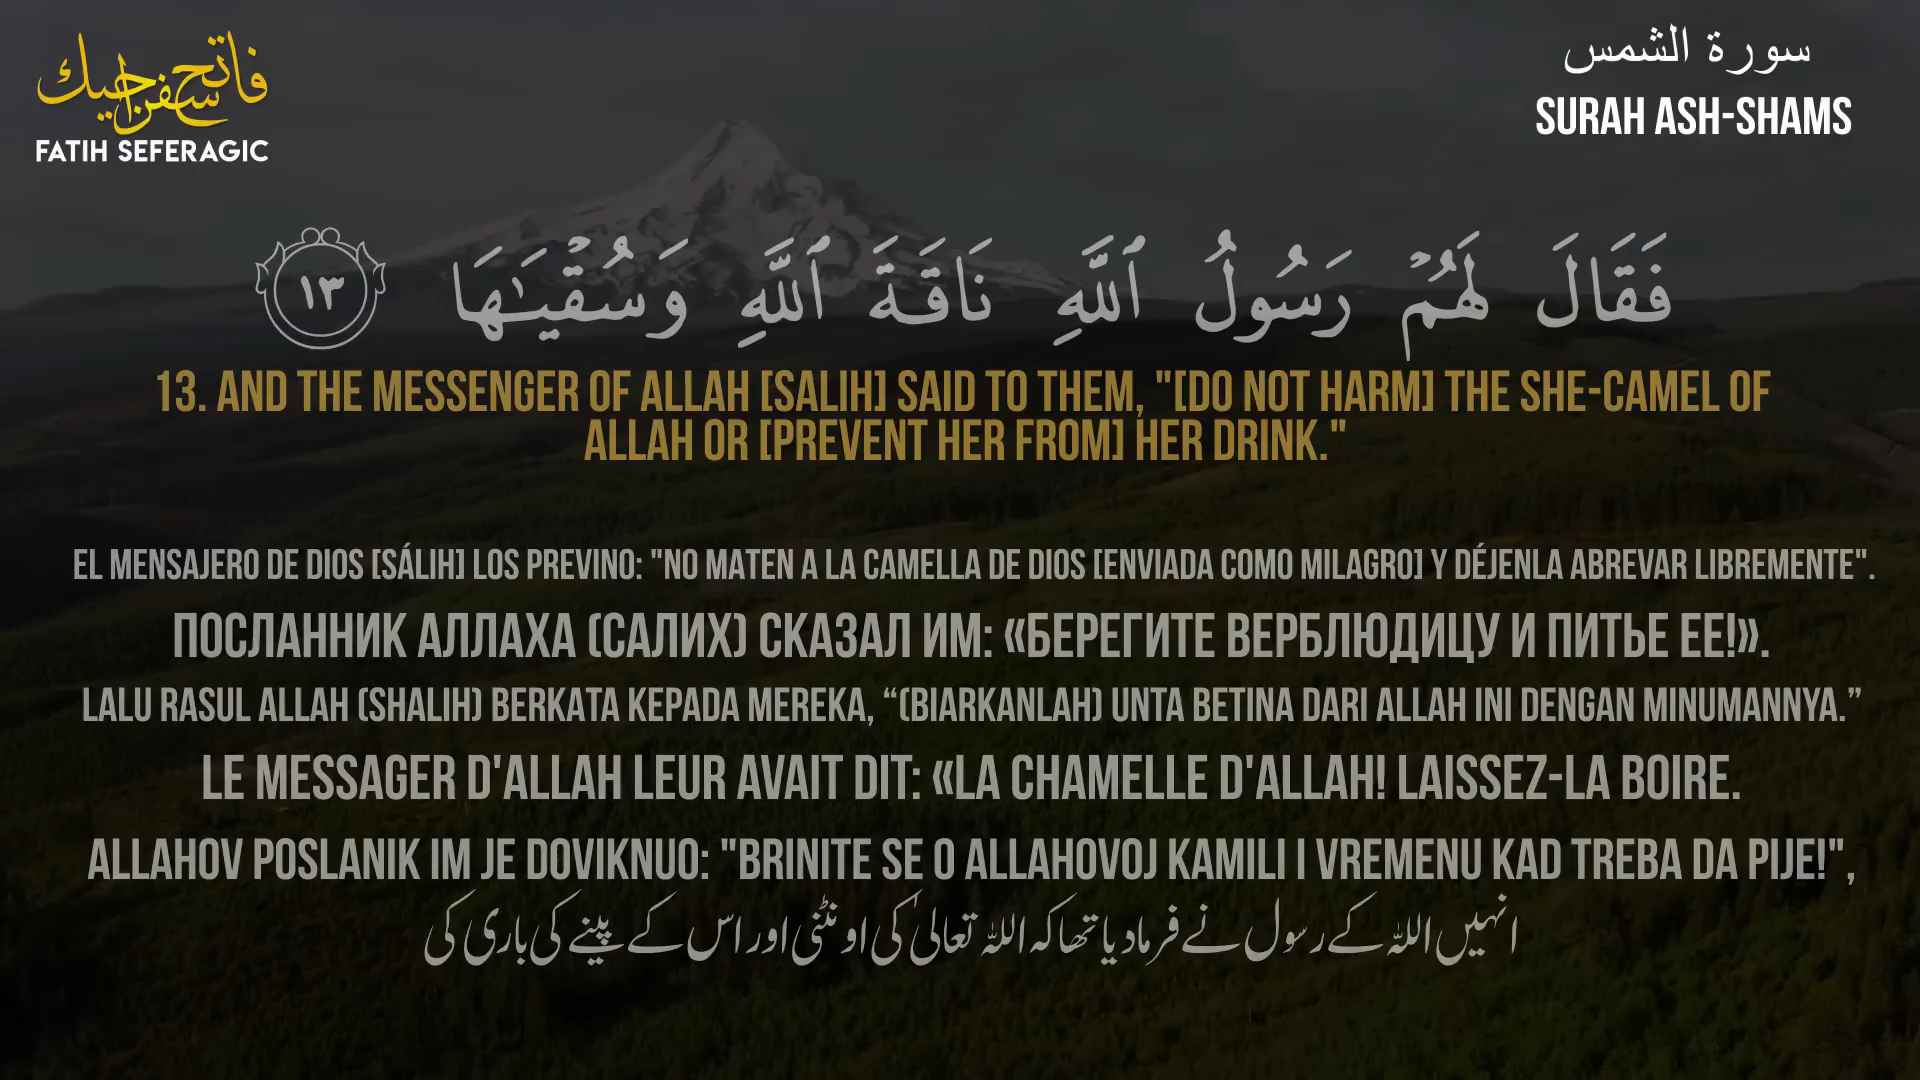 فاتح سفراجيك
FATIH SEFERAGIC
سورة الشمس
SURAH ASH-SHAMS
فَقَالَ لَهُمْ رَسُولُ ٱللَّهِ نَاقَةَ ٱللَّهِ وَسُقْيَـٰهَا ١٣
13. AND THE MESSENGER OF ALLAH [SALIH] SAID TO THEM, "[DO NOT HARM] THE SHE-CAMEL OF
ALLAH OR [PREVENT HER FROM] HER DRINK."
EL MENSAJERO DE DIOS [SÁLIH] LOS PREVINO: "NO MATEN A LA CAMELLA DE DIOS [ENVIADA COMO MILAGRO] Y DÉJENLA ABREVAR LIBREMENTE".
ПОСЛАННИК АЛЛАХА (САЛИХ) СКАЗАЛ ИМ: «БЕРЕГИТЕ ВЕРБЛЮДИЦУ И ПИТЬЕ ЕЕ!».
LALU RASUL ALLAH (SHALIH) BERKATA KEPADA MEREKA, “(BIARKANLAH) UNTA BETINA DARI ALLAH INI DENGAN MINUMANNYA.”
LE MESSAGER D'ALLAH LEUR AVAIT DIT: «LA CHAMELLE D'ALLAH! LAISSEZ-LA BOIRE.
ALLAHOV POSLANIK IM JE DOVIKNUO: "BRINITE SE O ALLAHOVOJ KAMILI I VREMENU KAD TREBA DA PIJE!",
انہیں اللہ کے رسول نے فرما دیا تھا کہ اللہ تعالیٰ کی اونٹنی اور اس کے پینے کی باری کی